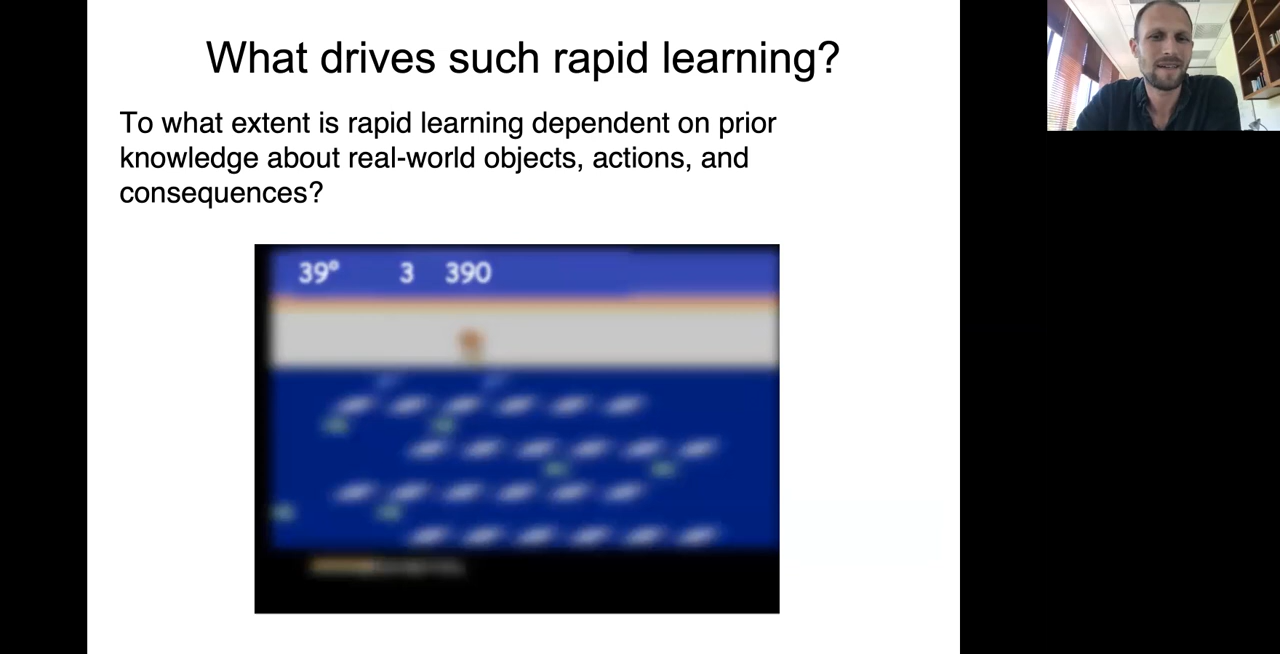 What drives such rapid learning?
To what extent is rapid learning dependent on prior
knowledge about real-world objects, actions, and
consequences?
39° 3 390